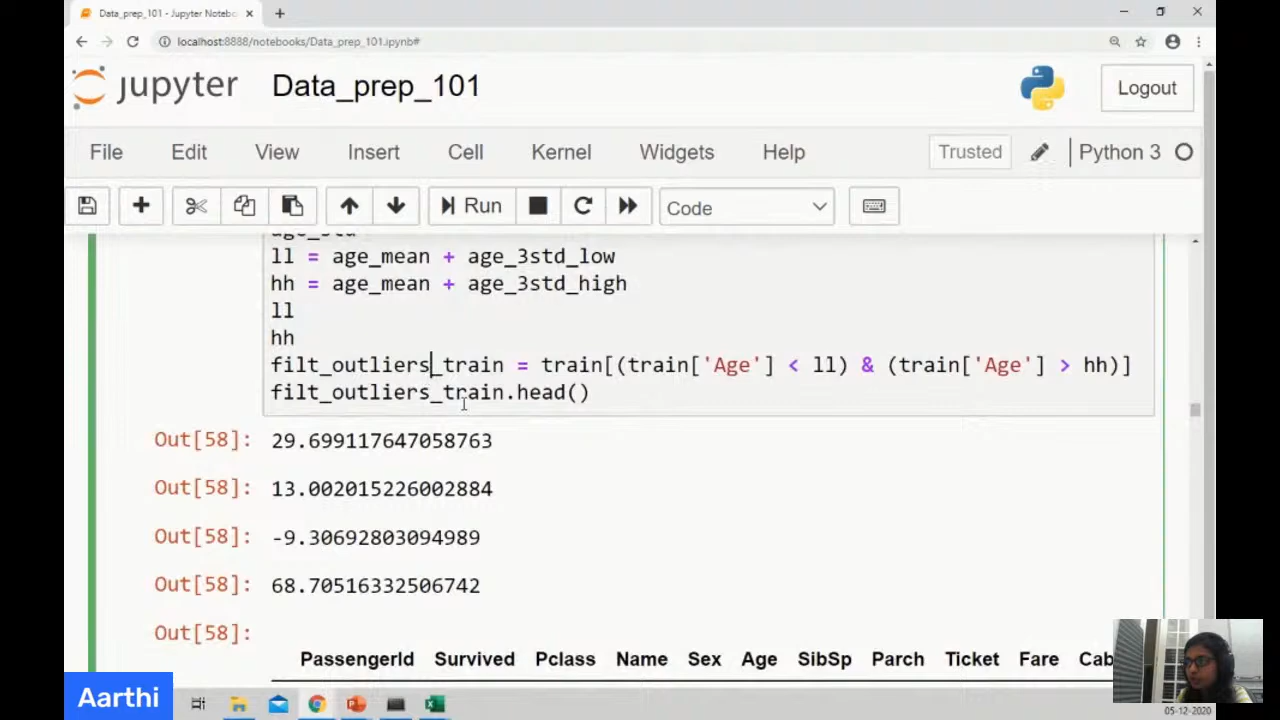 Data_prep_101 - Jupyter Notebo
localhost:8888/notebooks/Data_prep_101.ipynb#
jupyter Data_prep_101 Logout
File Edit View Insert Cell Kernel Widgets Help Trusted Python 3
Run Code
age_std
ll = age_mean + age_3std_low
hh = age_mean + age_3std_high
ll
hh
filt_outliers_train = train[(train['Age'] < ll) & (train['Age'] > hh)]
filt_outliers_train.head()
Out[58]: 29.699117647058763
Out[58]: 13.002015226002884
Out[58]: -9.30692803094989
Out[58]: 68.70516332506742
Out[58]:
PassengerId Survived Pclass Name Sex Age SibSp Parch Ticket Fare Cab
Aarthi
05-12-2020